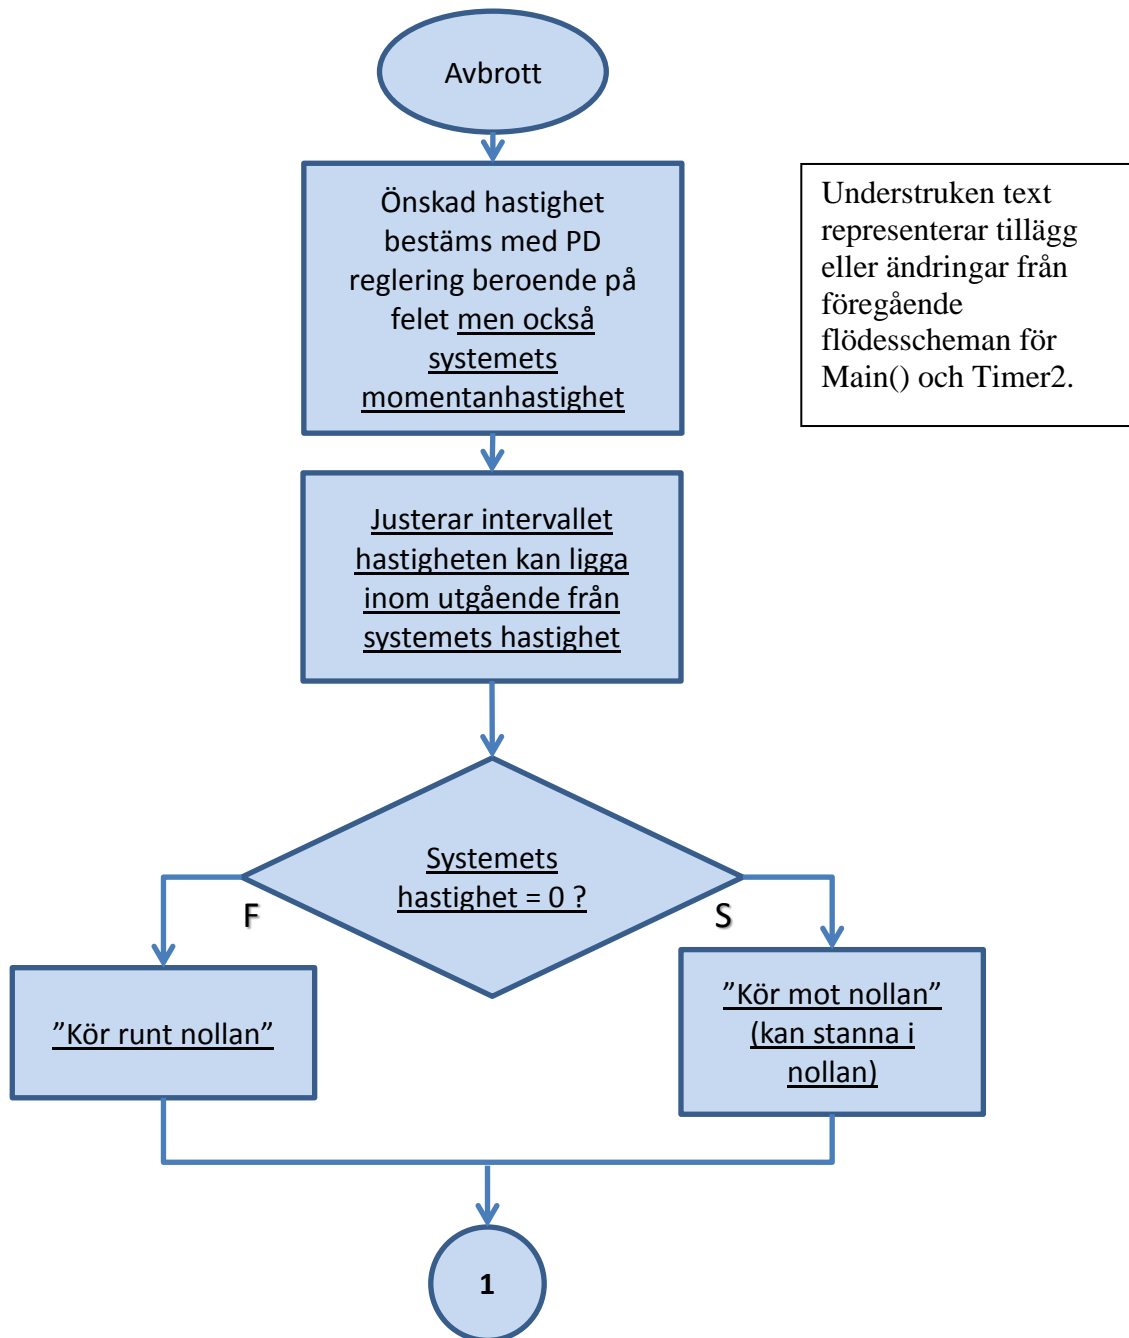 Avbrott
Önskad hastighet
bestäms med PD
reglering beroende på
felet men också
systemets
momentanhastighet
Understruken text
representerar tillägg
eller ändringar från
föregående
flödesscheman för
Main() och Timer2.
Justerar intervallet
hastigheten kan ligga
inom utgående från
systemets hastighet
Systemets
hastighet = 0 ?
F
S
”Kör runt nollan”
”Kör mot nollan”
(kan stanna i
nollan)
1